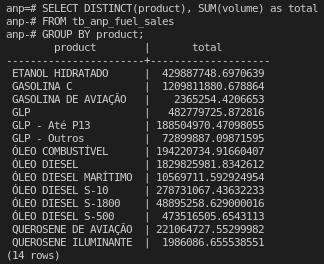 anp=# SELECT DISTINCT(product), SUM(volume) as total
anp-# FROM tb_anp_fuel_sales
anp-# GROUP BY product;
product | total
----------------------+-------------------
ETANOL HIDRATADO | 429887748.6970639
GASOLINA C | 1209811880.678864
GASOLINA DE AVIAÇÃO | 2365254.4206653
GLP | 482779725.872816
GLP - Até P13 | 188504970.47098055
GLP - Outros | 72899887.09871595
ÓLEO COMBUSTÍVEL | 194220734.91660407
ÓLEO DIESEL | 1829825981.8342612
ÓLEO DIESEL MARÍTIMO | 10569711.592924954
ÓLEO DIESEL S-10 | 278731067.43632233
ÓLEO DIESEL S-1800 | 48895258.629000016
ÓLEO DIESEL S-500 | 473516505.6543113
QUEROSENE DE AVIAÇÃO | 221064727.55299982
QUEROSENE ILUMINANTE | 1986086.655538551
(14 rows)